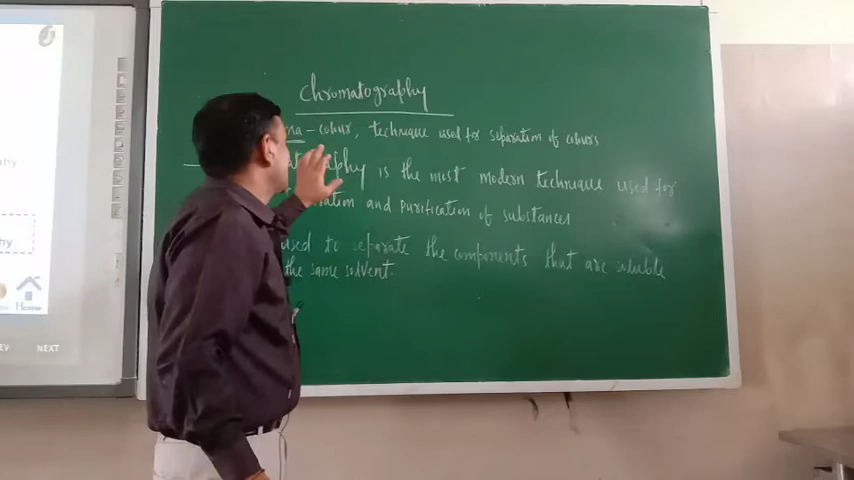 Chromatography
ma - colour, technique used for separation of colours
graphy is the most modern technique used for
ation and purification of substances
used to separate the components that are soluble
the same solvent.
Home
NEXT